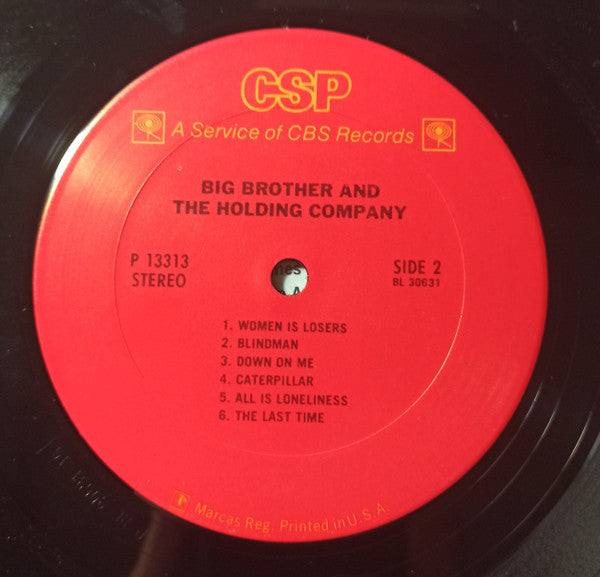 CSP
A Service of CBS Records
BIG BROTHER AND
THE HOLDING COMPANY
P 13313
STEREO
SIDE 2
BL 30631
1. WOMEN IS LOSERS
2. BLINDMAN
3. DOWN ON ME
4. CATERPILLAR
5. ALL IS LONELINESS
6. THE LAST TIME
Marcas Reg. Printed in U.S.A.